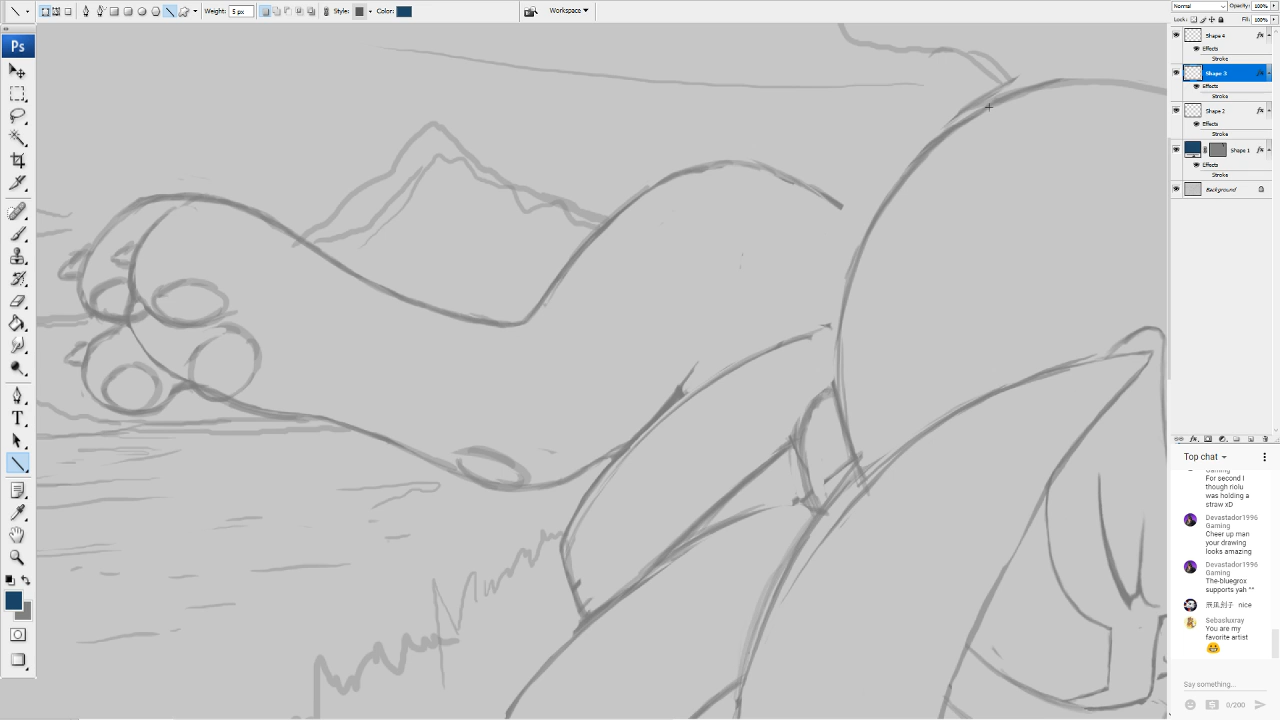 Weight: 5 px
Style:
Color:
Workspace
Ps
T
Normal
Opacity: 100%
Lock:
Fill: 100%
Shape 4
Effects
Stroke
Shape 3
Effects
Stroke
Shape 2
Effects
Stroke
Shape 1
Effects
Stroke
Background
Top chat
Gaming
For second I
though riolu
was holding a
straw xD
Devastador1996
Gaming
Cheer up man
your drawing
looks amazing
Devastador1996
Gaming
The-bluegrox
supports yah ^^
nice
Sebasluxray
You are my
favorite artist
Say something...
0/200